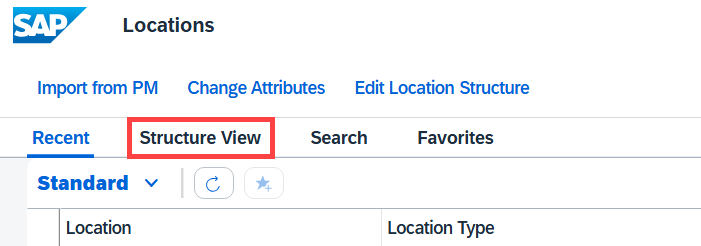 SAP Locations
Import from PM Change Attributes Edit Location Structure
Recent Structure View Search Favorites
Standard
Location Location Type